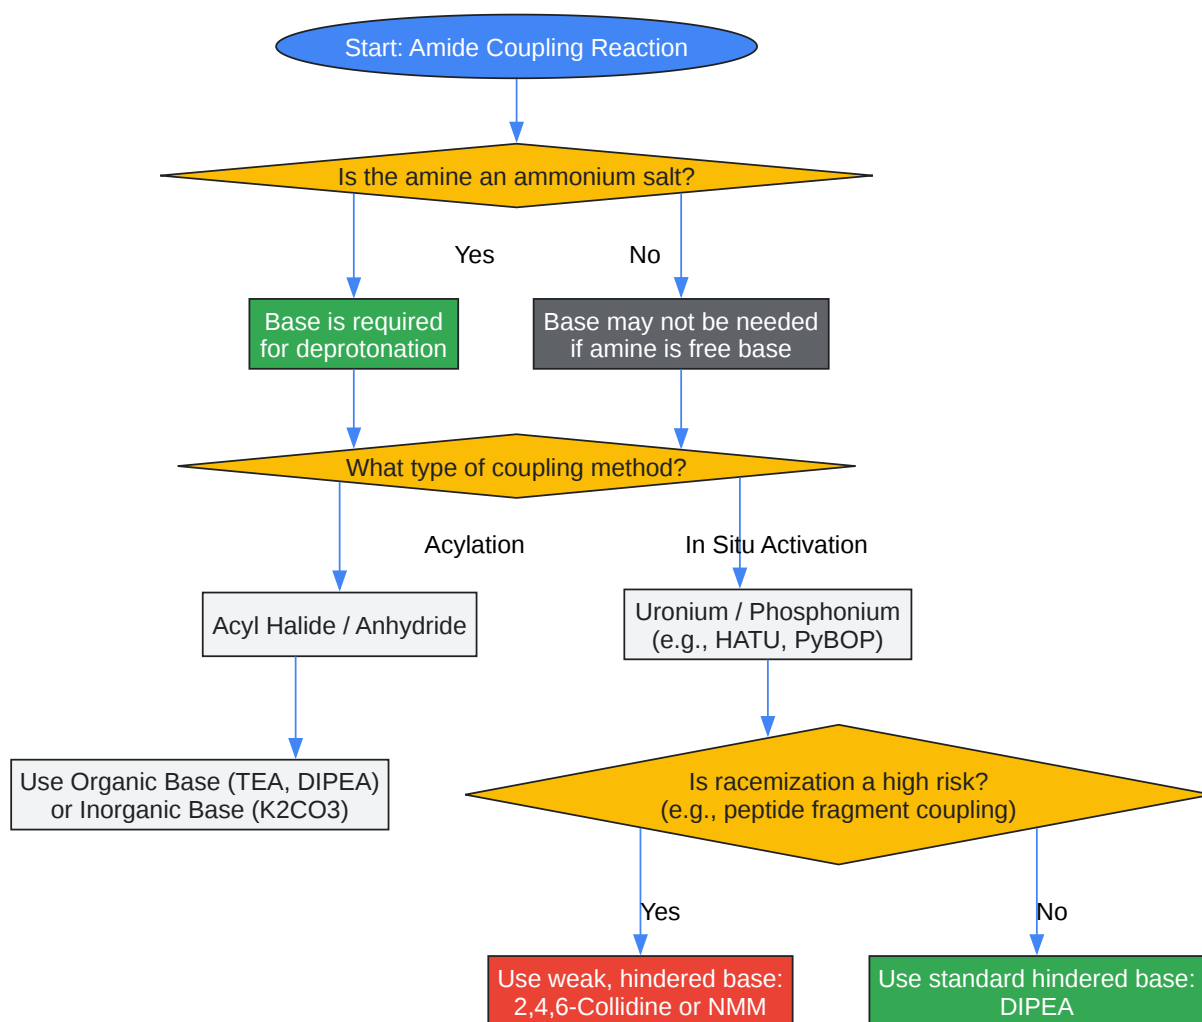 Start: Amide Coupling Reaction
Is the amine an ammonium salt?
Yes
No
Base is required
for deprotonation
Base may not be needed
if amine is free base
What type of coupling method?
Acylation
In Situ Activation
Acyl Halide / Anhydride
Uronium / Phosphonium
(e.g., HATU, PyBOP)
Use Organic Base (TEA, DIPEA)
or Inorganic Base (K2CO3)
Is racemization a high risk?
(e.g., peptide fragment coupling)
Yes
No
Use weak, hindered base:
2,4,6-Collidine or NMM
Use standard hindered base:
DIPEA